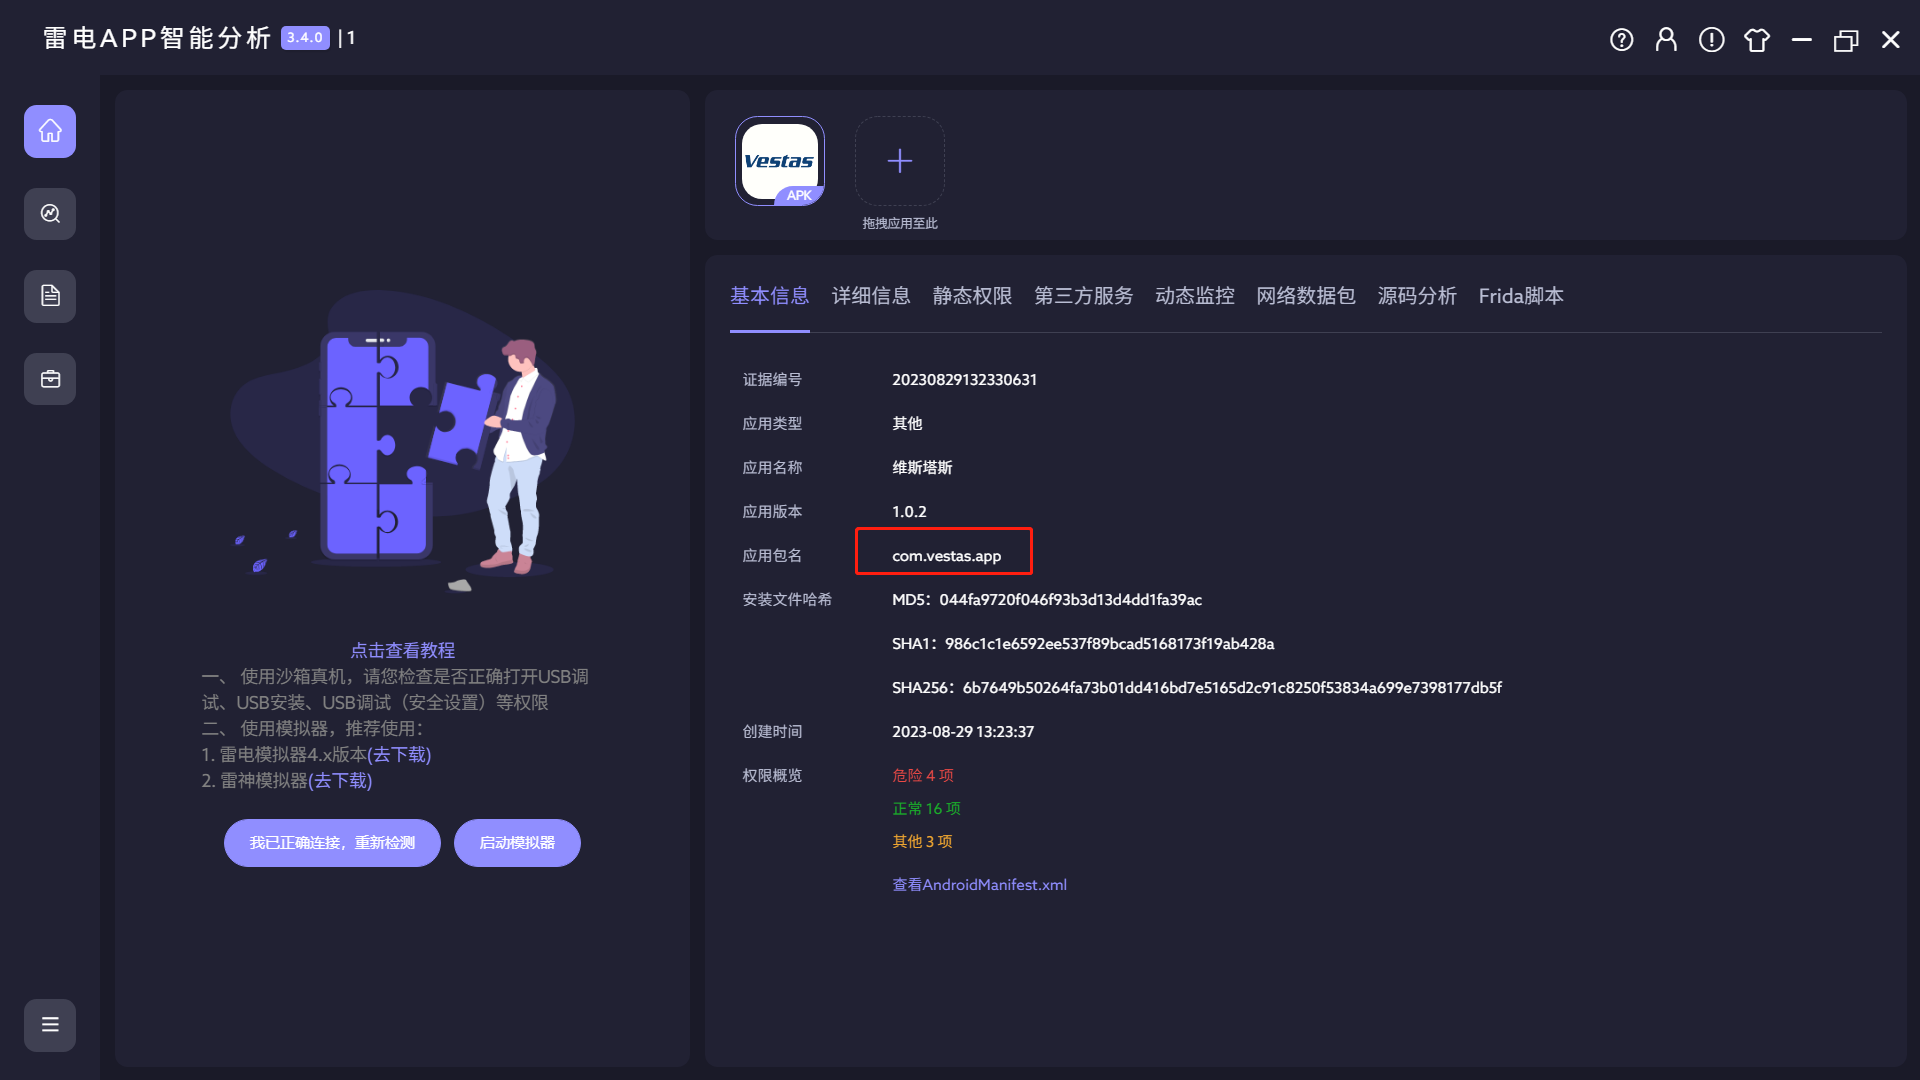 雷电APP智能分析 3.4.0 |1
点击查看教程
一、 使用沙箱真机，请您检查是否正确打开USB调
试、USB安装、USB调试（安全设置）等权限
二、 使用模拟器，推荐使用：
1. 雷电模拟器4.x版本(去下载)
2. 雷神模拟器(去下载)
我已正确连接，重新检测 启动模拟器
Vestas
APK
拖拽应用至此
基本信息 详细信息 静态权限 第三方服务 动态监控 网络数据包 源码分析 Frida脚本
证据编号 20230829132330631
应用类型 其他
应用名称 维斯塔斯
应用版本 1.0.2
应用包名 com.vestas.app
安装文件哈希 MD5：044fa9720f046f93b3d13d4dd1fa39ac
SHA1：986c1c1e6592ee537f89bcad5168173f19ab428a
SHA256：6b7649b50264fa73b01dd416bd7e5165d2c91c8250f53834a699e7398177db5f
创建时间 2023-08-29 13:23:37
权限概览 危险 4 项
正常 16 项
其他 3 项
查看AndroidManifest.xml